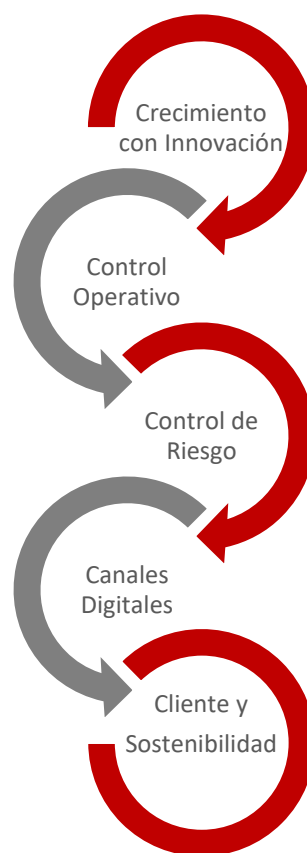 Crecimiento
con Innovación
Control
Operativo
Control de
Riesgo
Canales
Digitales
Cliente y
Sostenibilidad